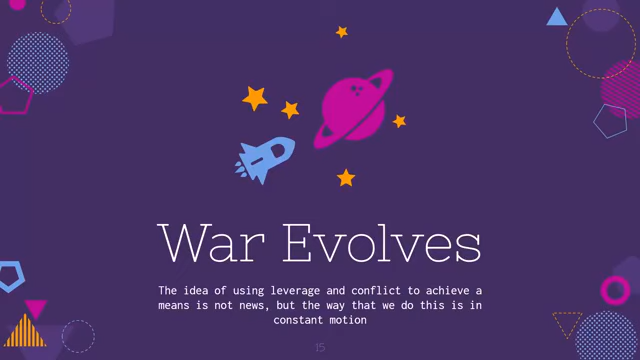 War Evolves
The idea of using leverage and conflict to achieve a
means is not news, but the way that we do this is in
constant motion
15